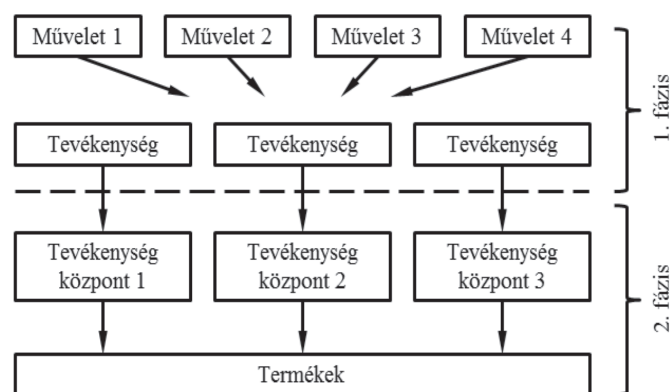 Művelet 1
Művelet 2
Művelet 3
Művelet 4
1. fázis
Tevékenység
Tevékenység
Tevékenység
Tevékenység
központ 1
Tevékenység
központ 2
Tevékenység
központ 3
2. fázis
Termékek